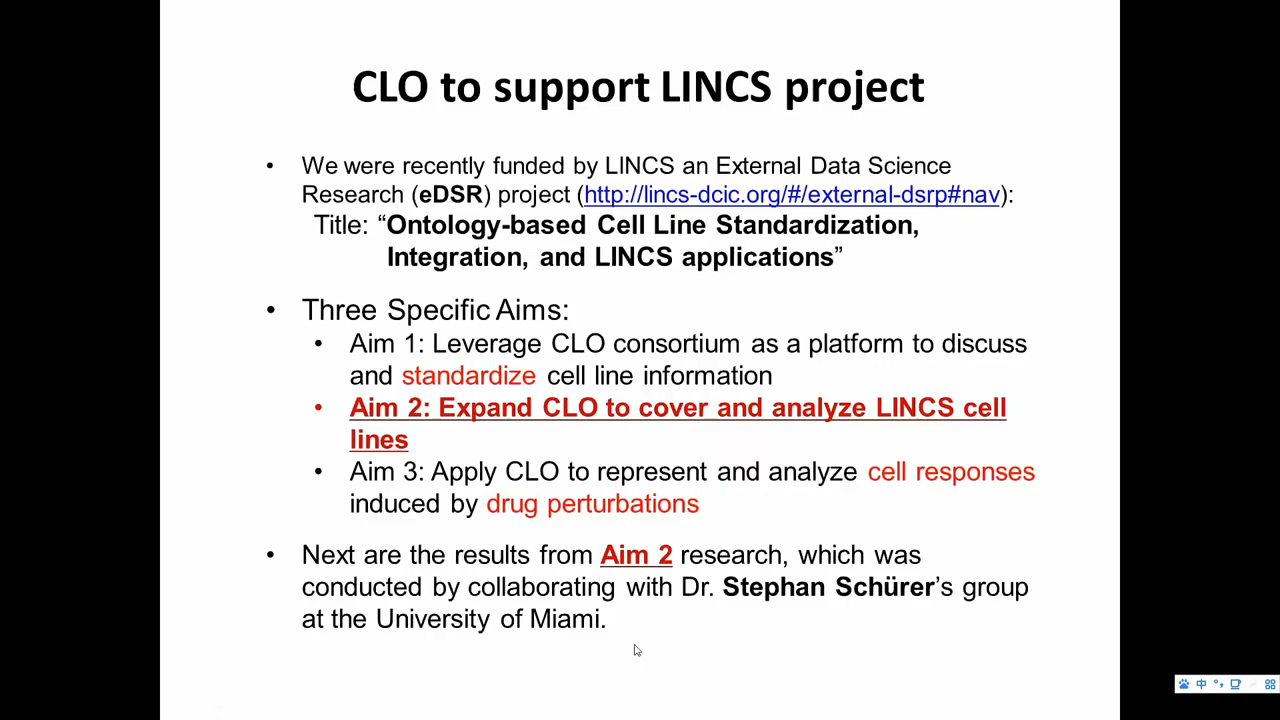 CLO to support LINCS project
• We were recently funded by LINCS an External Data Science
Research (eDSR) project (http://lincs-dcic.org/#/external-dsrp#nav):
Title: “Ontology-based Cell Line Standardization,
Integration, and LINCS applications”
• Three Specific Aims:
• Aim 1: Leverage CLO consortium as a platform to discuss
and standardize cell line information
• Aim 2: Expand CLO to cover and analyze LINCS cell
lines
• Aim 3: Apply CLO to represent and analyze cell responses
induced by drug perturbations
• Next are the results from Aim 2 research, which was
conducted by collaborating with Dr. Stephan Schürer’s group
at the University of Miami.
中